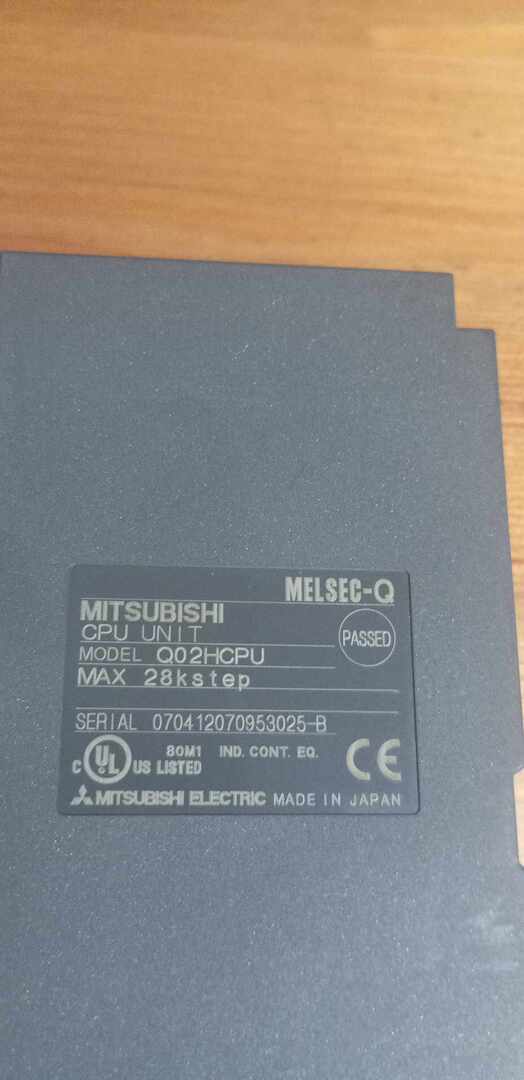 MELSEC-Q
MITSUBISHI
CPU UNIT
PASSED
MODEL Q02HCPU
MAX 28kstep
SERIAL 070412070953025-B
C UL US LISTED 80M1 IND. CONT. EQ. CE
MITSUBISHI ELECTRIC MADE IN JAPAN